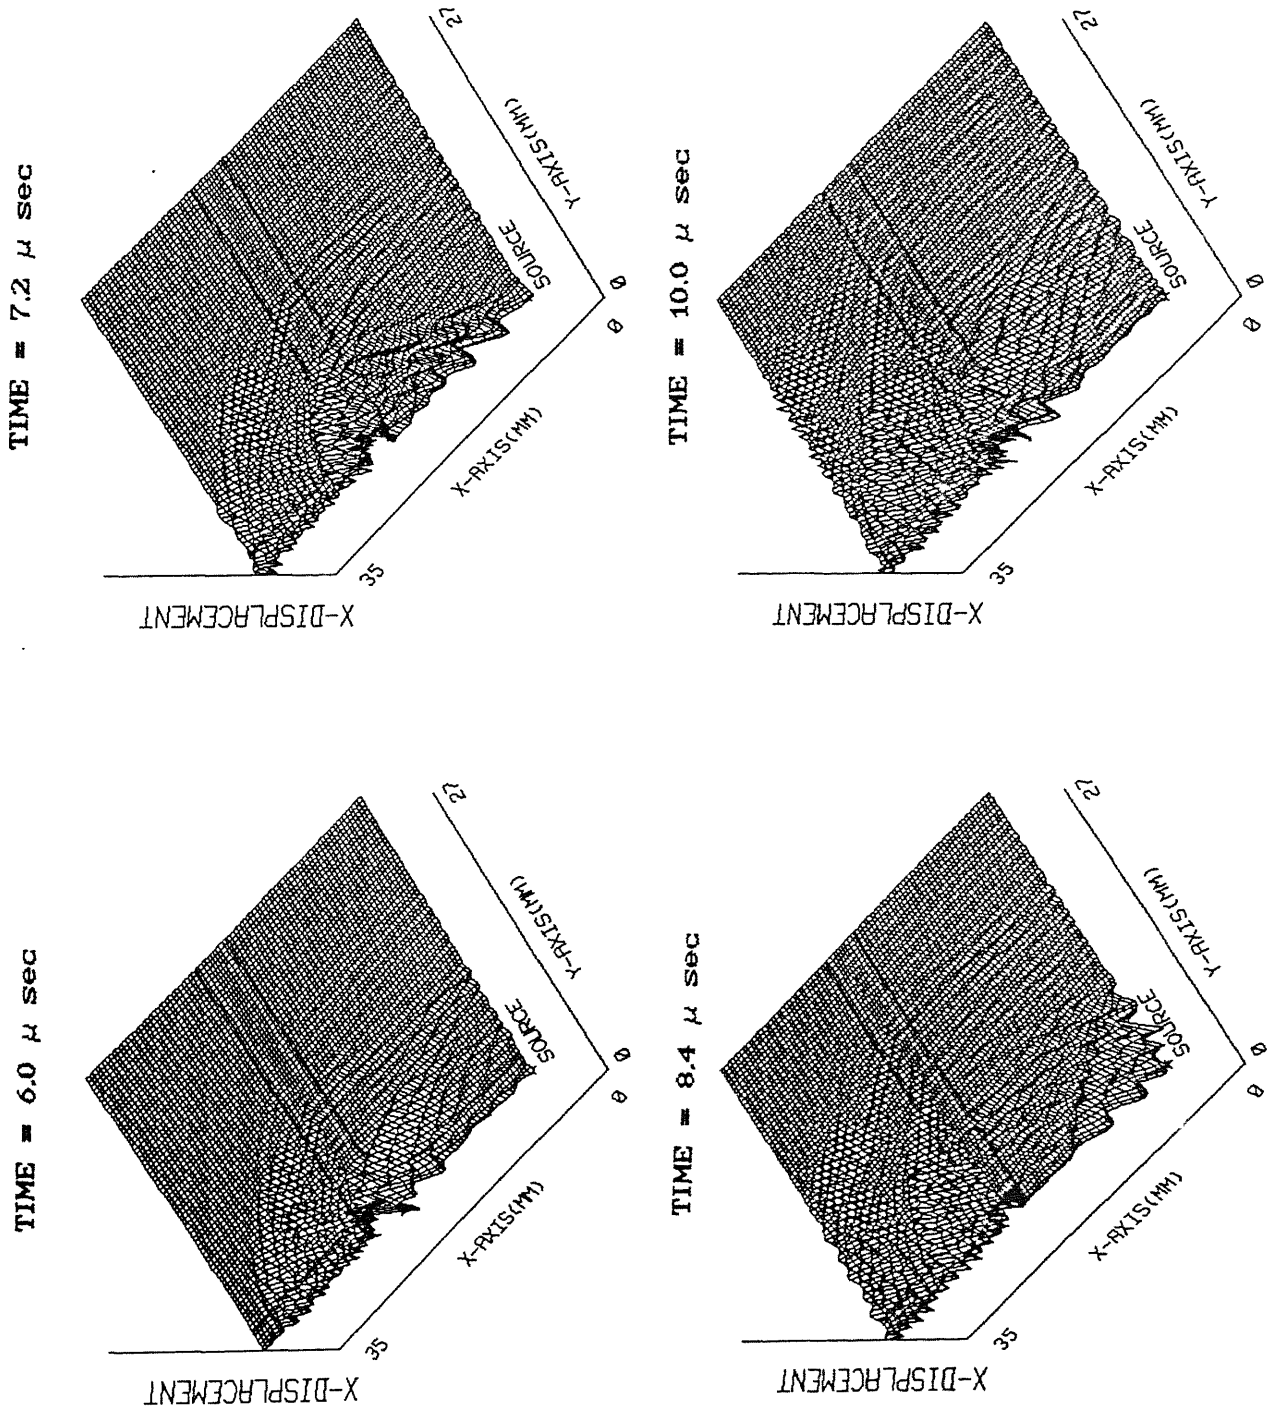 TIME = 6.0 μ sec
X-DISPLACEMENT
35
X-AXIS(MM)
0
0
SOURCE
Y-AXIS(MM)
27
TIME = 7.2 μ sec
X-DISPLACEMENT
35
X-AXIS(MM)
0
0
SOURCE
Y-AXIS(MM)
27
TIME = 8.4 μ sec
X-DISPLACEMENT
35
X-AXIS(MM)
0
0
SOURCE
Y-AXIS(MM)
27
TIME = 10.0 μ sec
X-DISPLACEMENT
35
X-AXIS(MM)
0
0
SOURCE
Y-AXIS(MM)
27